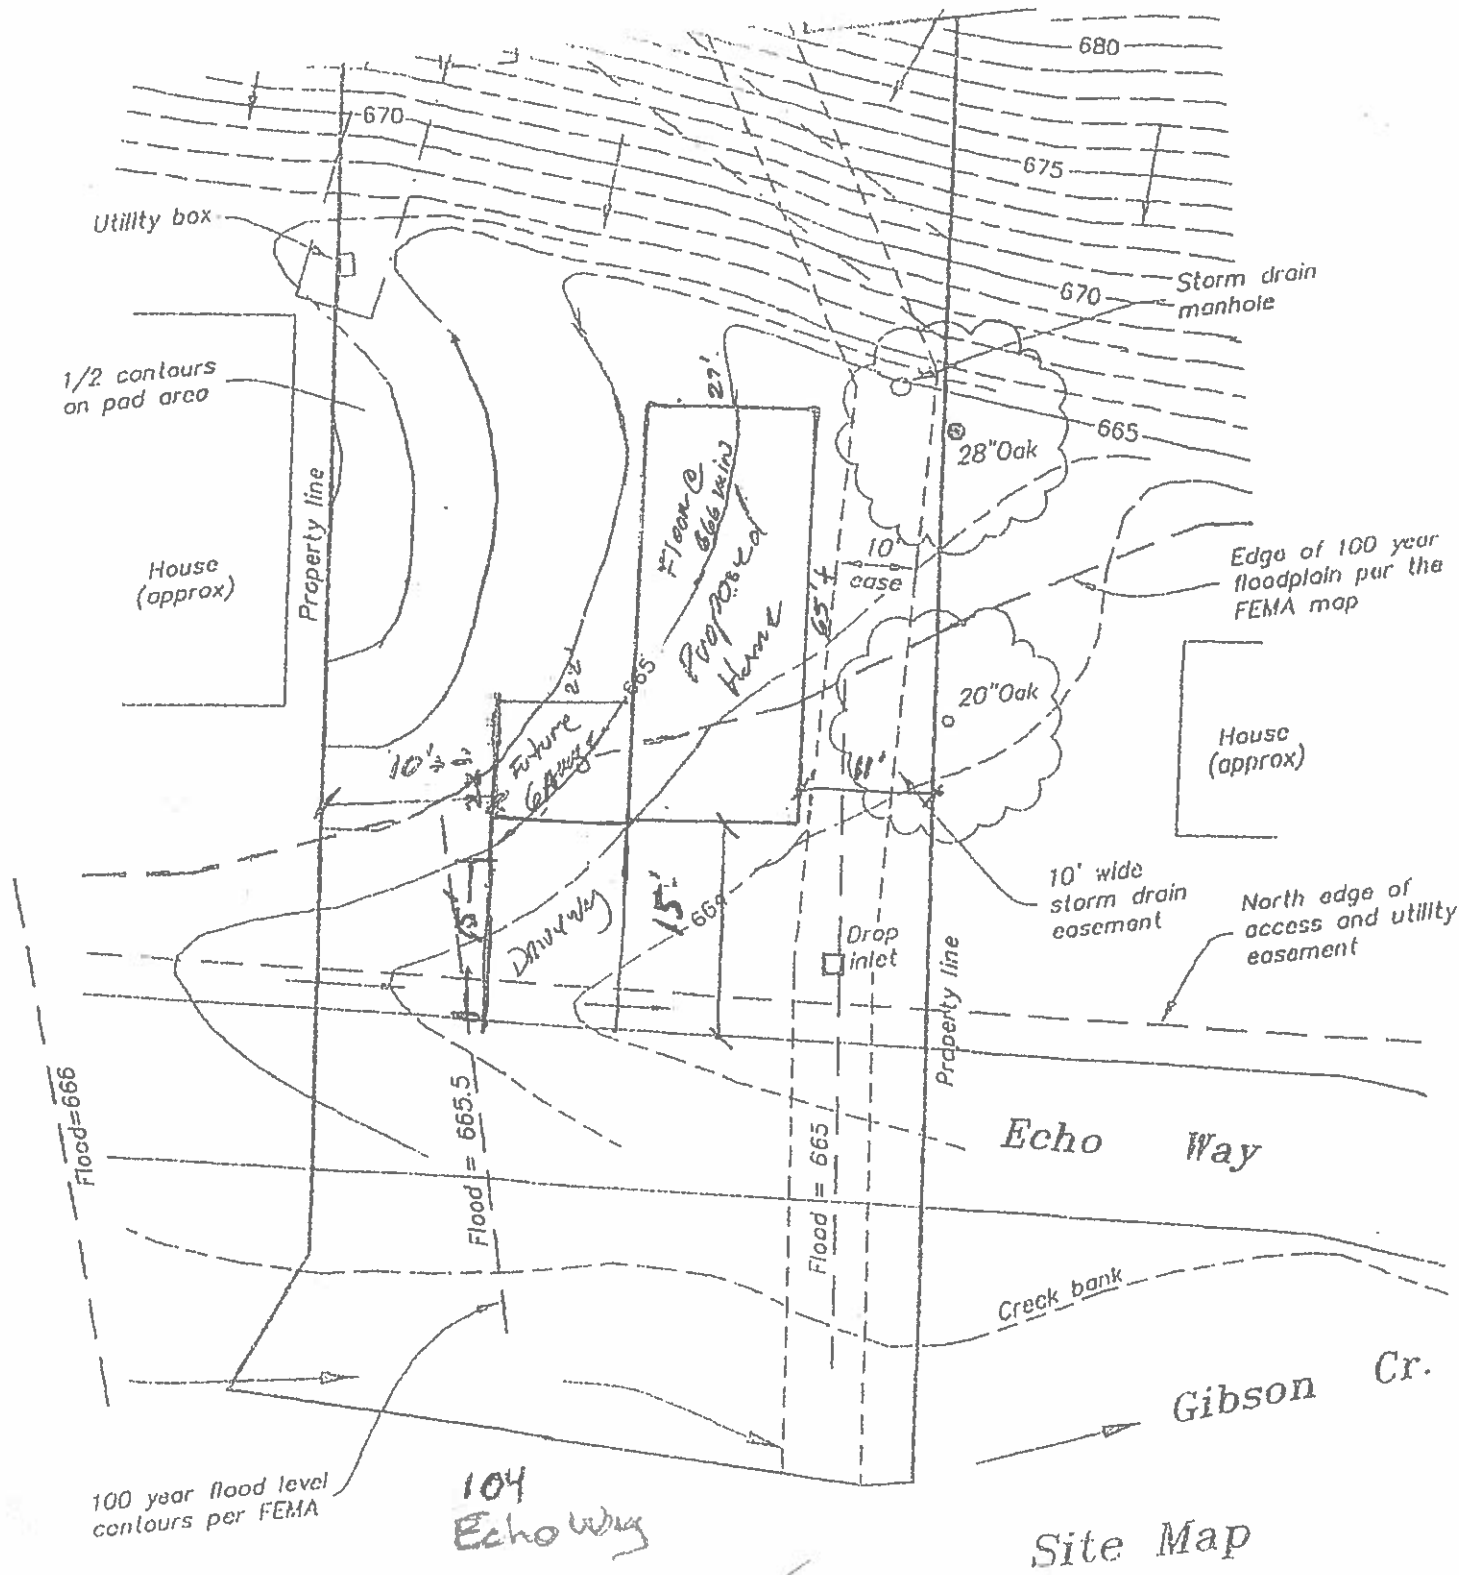 680
670
675
Utility box
670
Storm drain
manhole
1/2 contours
on pad area
27'
665
28"Oak
Property line
Floor @
666 min
Proposed
Home
10'
ease
65'±
Edge of 100 year
floodplain per the
FEMA map
House
(approx)
22'
665
20"Oak
House
(approx)
10'±
Future
Garage
11'
10' wide
storm drain
easement
North edge of
access and utility
easement
15'
664
Driveway
Drop
inlet
Property line
Flood=666
Flood = 665.5
Flood = 665
Echo Way
Creek bank
Gibson Cr.
100 year flood level
contours per FEMA
104
Echo Way
Site Map